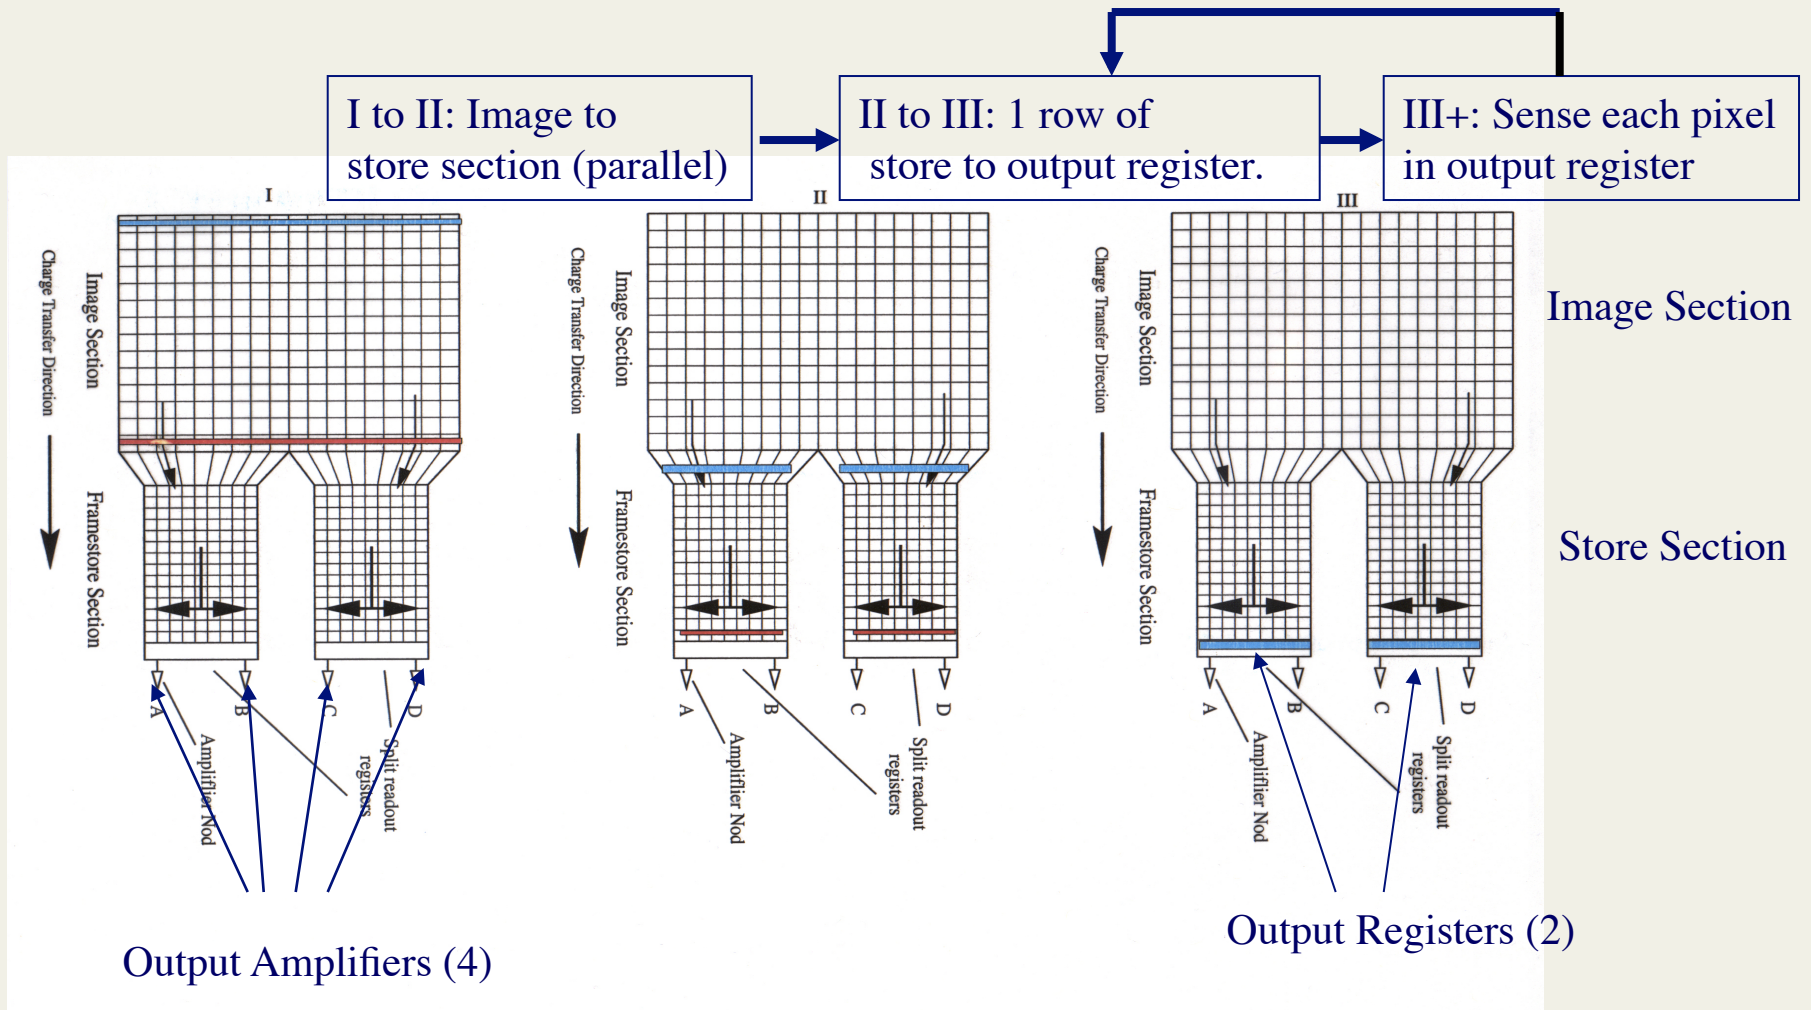 I to II: Image to
store section (parallel)
II to III: 1 row of
store to output register.
III+: Sense each pixel
in output register
I
II
III
Charge Transfer Direction
Image Section
Framestore Section
A
B
C
D
Ampliflier Nod
Split readout
registers
Charge Transfer Direction
Image Section
Framestore Section
A
B
C
D
Ampliflier Nod
Split readout
registers
Charge Transfer Direction
Image Section
Framestore Section
A
B
C
D
Ampliflier Nod
Split readout
registers
Image Section
Store Section
Output Amplifiers (4)
Output Registers (2)